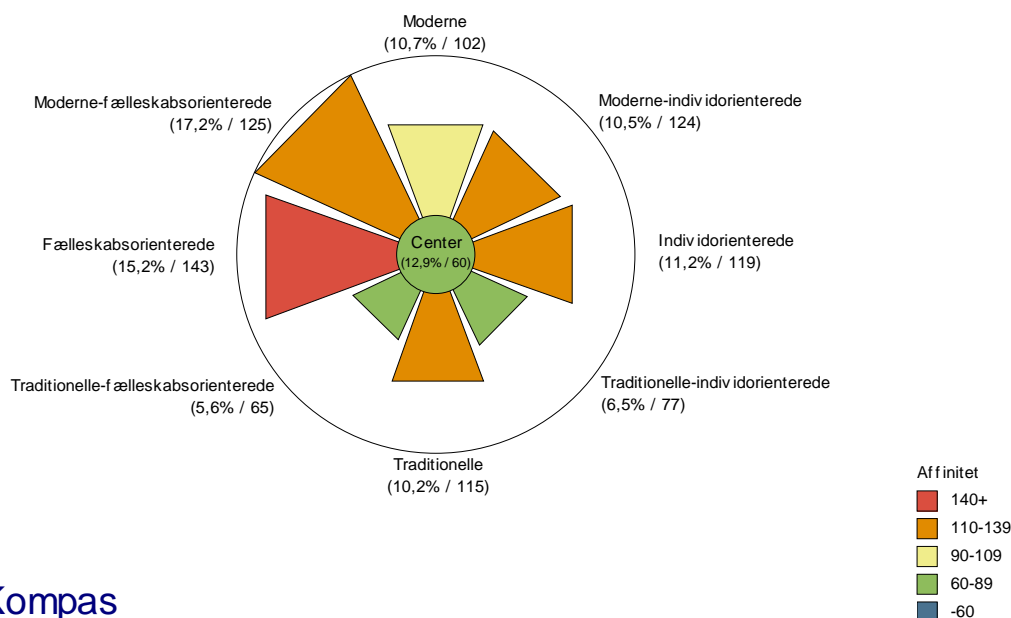 Moderne
(10,7% / 102)
Moderne-fælleskabsorienterede
(17,2% / 125)
Moderne-individorienterede
(10,5% / 124)
Fælleskabsorienterede
(15,2% / 143)
Center
(12,9% / 60)
Individorienterede
(11,2% / 119)
Traditionelle-fælleskabsorienterede
(5,6% / 65)
Traditionelle-individorienterede
(6,5% / 77)
Traditionelle
(10,2% / 115)
Affinitet
140+
110-139
90-109
60-89
-60
Kompas